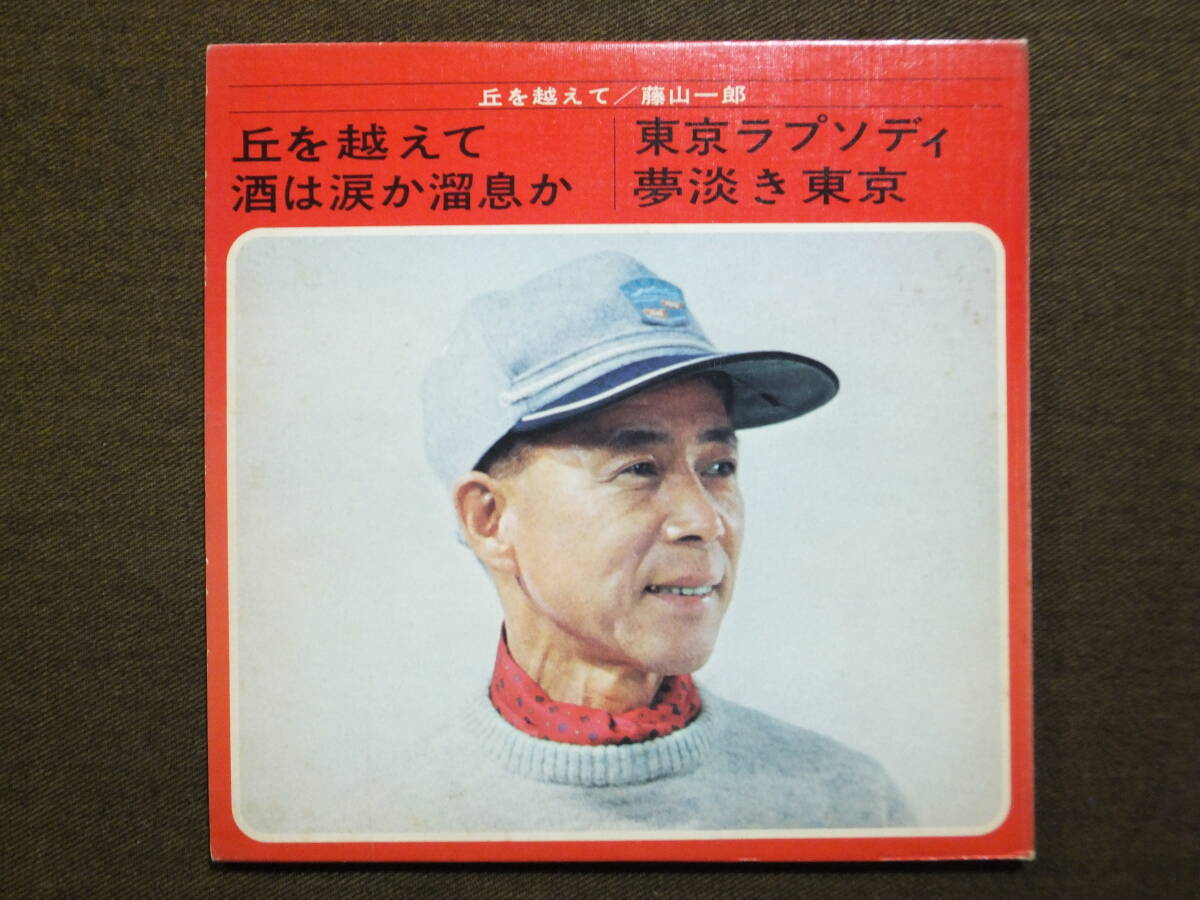 丘を越えて／藤山一郎
丘を越えて
酒は涙か溜息か
東京ラプソディ
夢淡き東京